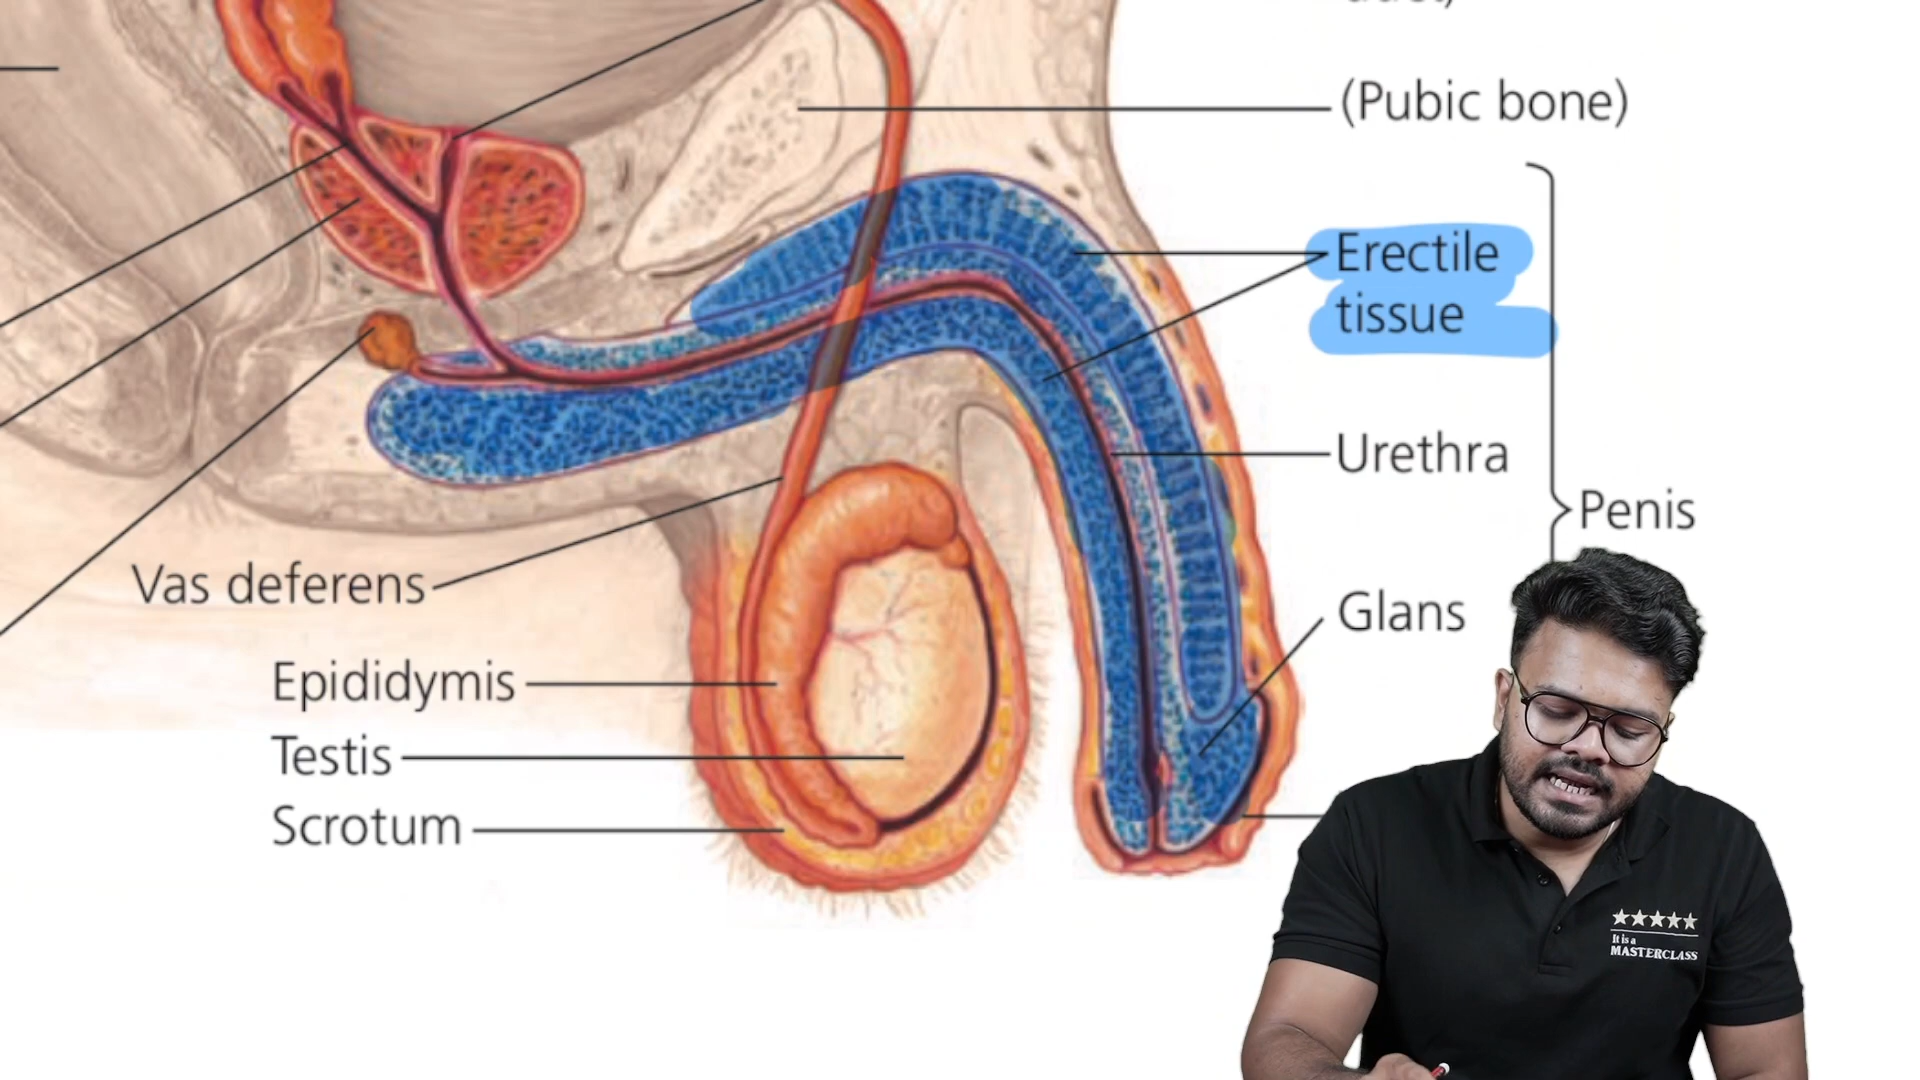 (Pubic bone)
Erectile
tissue
Urethra
Penis
Vas deferens
Glans
Epididymis
Testis
Scrotum
★★★★★
It is a
MASTERCLASS